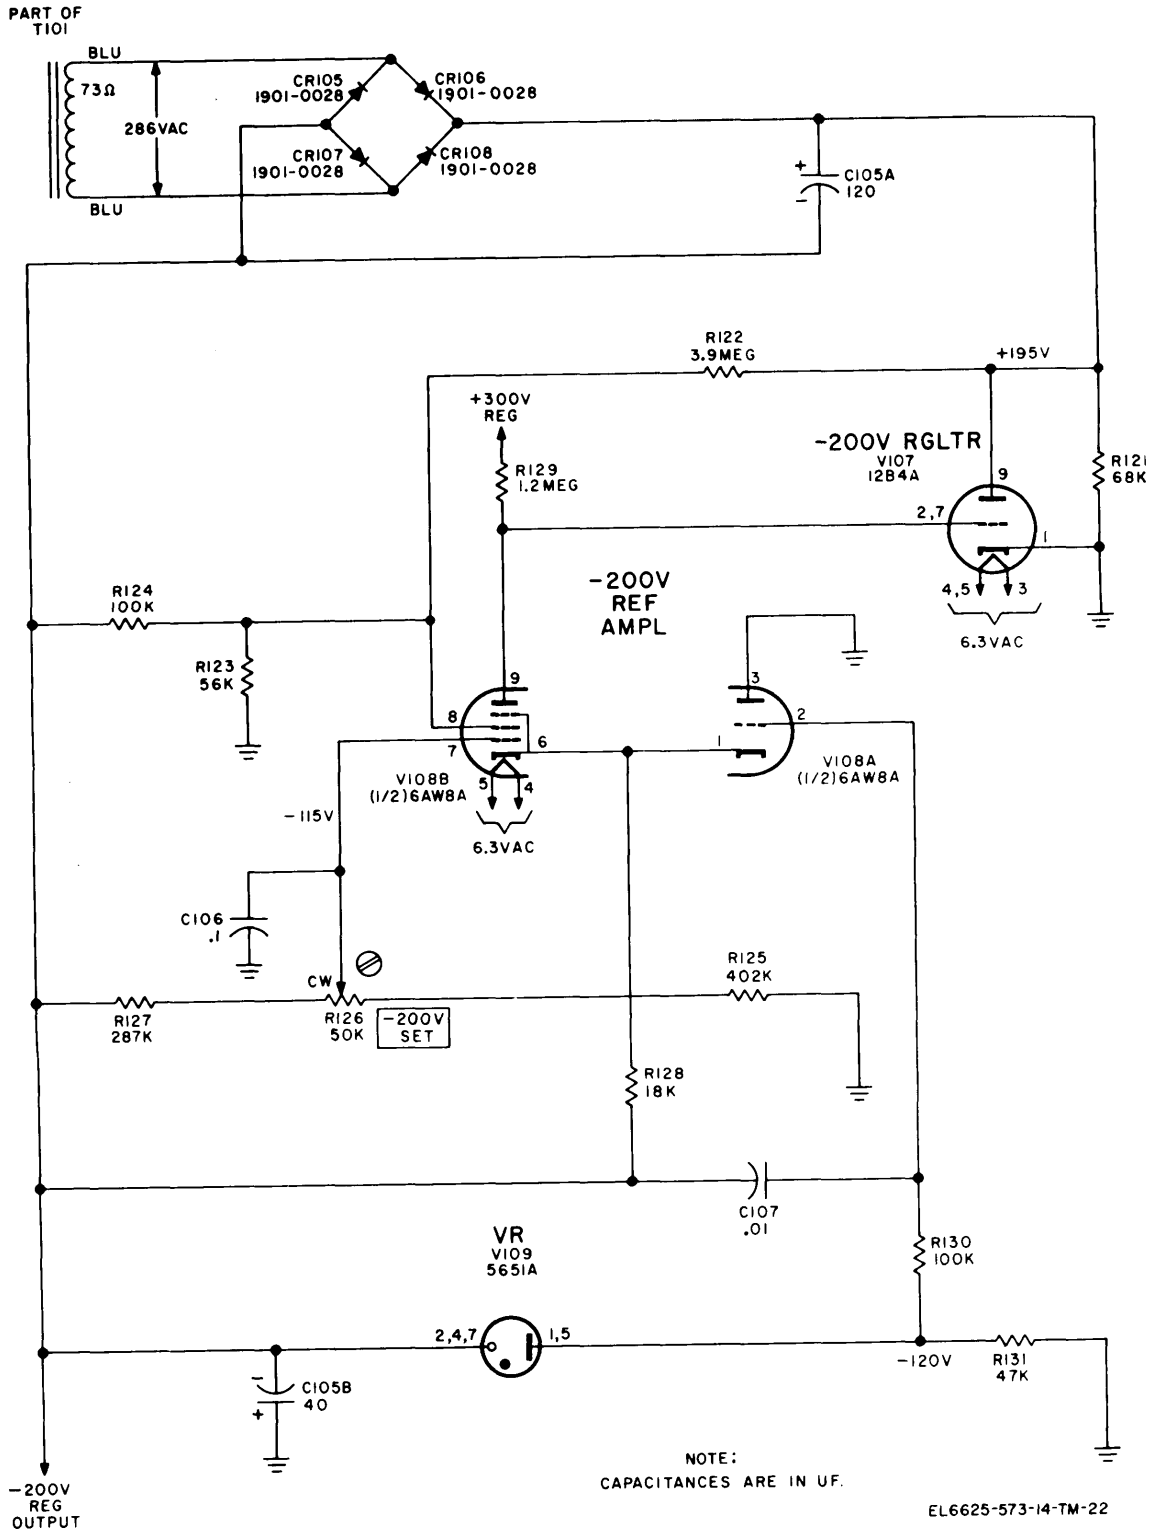 PART OF
T101
BLU
73Ω
286VAC
BLU
CR105
1901-0028
CR106
1901-0028
CR107
1901-0028
CR108
1901-0028
+
C105A
120
−
R122
3.9MEG
+195V
+300V
REG
R129
1.2MEG
-200V RGLTR
V107
12B4A
9
2,7
1
4,5
3
6.3VAC
R121
68K
R124
100K
R123
56K
-200V
REF
AMPL
9
8
7
6
5
4
V108B
(1/2)6AW8A
6.3VAC
3
2
1
V108A
(1/2)6AW8A
-115V
C106
.1
CW
R127
287K
R126
50K
-200V
SET
R125
402K
R128
18K
C107
.01
VR
V109
5651A
R130
100K
2,4,7
1,5
-120V
R131
47K
−
C105B
40
+
-200V
REG
OUTPUT
NOTE:
CAPACITANCES ARE IN UF.
EL6625-573-14-TM-22